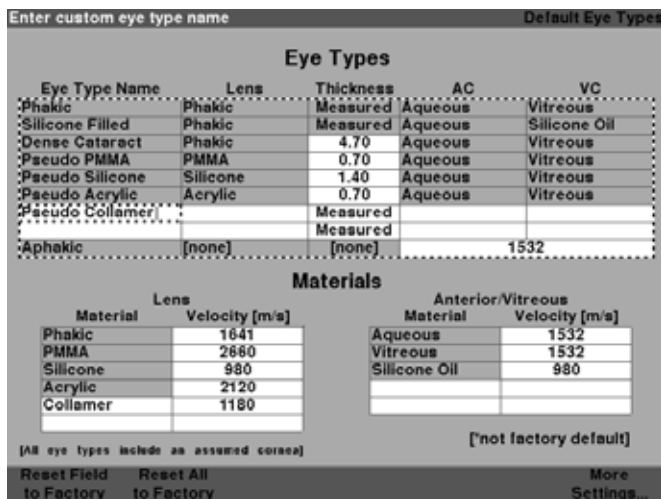 Enter custom eye type name Default Eye Types
Eye Types
Eye Type Name Lens Thickness AC VC
Phakic Phakic Measured Aqueous Vitreous
Silicone Filled Phakic Measured Aqueous Silicone Oil
Dense Cataract Phakic 4.70 Aqueous Vitreous
Pseudo PMMA PMMA 0.70 Aqueous Vitreous
Pseudo Silicone Silicone 1.40 Aqueous Vitreous
Pseudo Acrylic Acrylic 0.70 Aqueous Vitreous
Pseudo Collamer Measured
Measured
Aphakic [none] [none] 1532
Materials
Lens Anterior/Vitreous
Material Velocity [m/s] Material Velocity [m/s]
Phakic 1641 Aqueous 1532
PMMA 2660 Vitreous 1532
Silicone 980 Silicone Oil 980
Acrylic 2120
Collamer 1180
[*not factory default]
[All eye types include an assumed cornea]
Reset Field Reset All More
to Factory to Factory Settings...